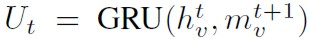 U_t = GRU(h_v^t, m_v^{t+1})